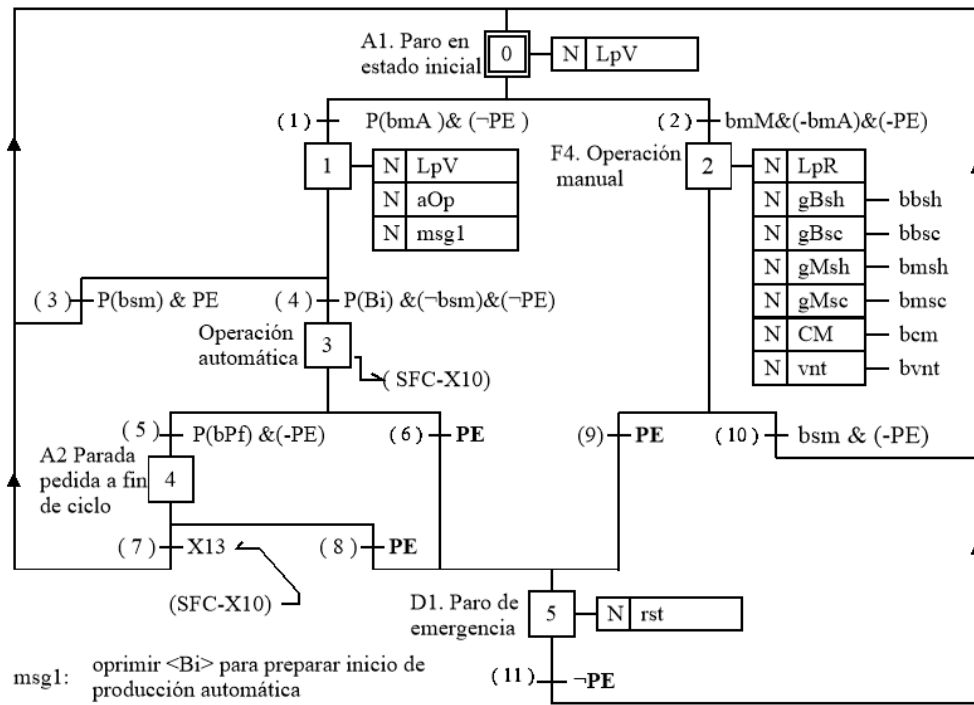 A1. Paro en
estado inicial
0
N LpV
(1) P(bmA )& (¬PE )
(2) bmM&(-bmA)&(-PE)
1
N LpV
N aOp
N msg1
F4. Operación
manual
2
N LpR
N gBsh bbsh
N gBsc bbsc
N gMsh bmsh
N gMsc bmsc
N CM bcm
N vnt bvnt
(3) P(bsm) & PE
(4) P(Bi) &(¬bsm)&(¬PE)
Operación
automática
3
( SFC-X10)
(5) P(bPf) &(-PE)
(6) PE
(9) PE
(10) bsm & (-PE)
A2 Parada
pedida a fin
de ciclo
4
(7) X13
(8) PE
(SFC-X10)
D1. Paro de
emergencia
5
N rst
(11) ¬PE
msg1: oprimir <Bi> para preparar inicio de
producción automática